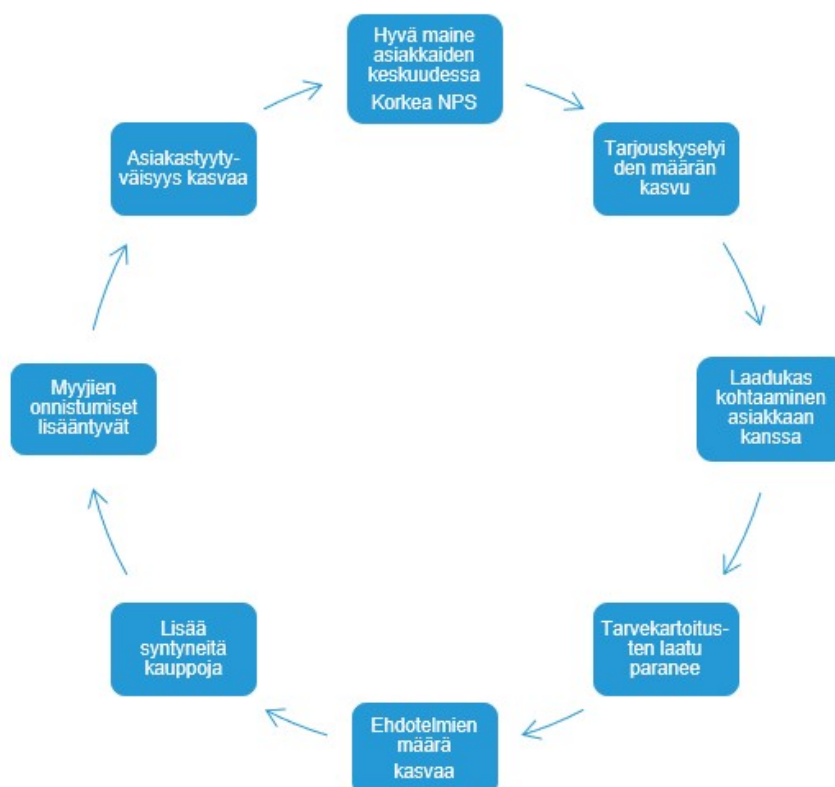 Hyvä maine
asiakkaiden
keskuudessa
Korkea NPS
Tarjouskyselyi
den määrän
kasvu
Laadukas
kohtaaminen
asiakkaan
kanssa
Tarvekartoitus-
ten laatu
paranee
Ehdotelmien
määrä
kasvaa
Lisää
syntyneitä
kauppoja
Myyjien
onnistumiset
lisääntyvät
Asiakastyyty-
väisyys kasvaa